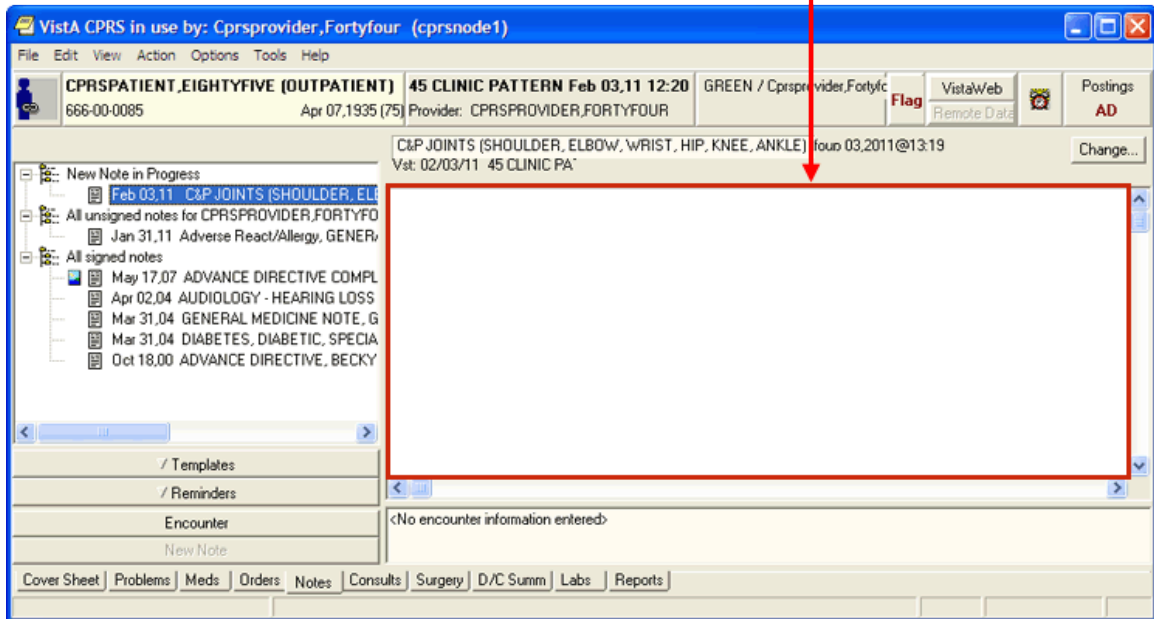 VistA CPRS in use by: Cprsprovider,Fortyfour (cprsnode1)
File Edit View Action Options Tools Help
CPRSPATIENT,EIGHTYFIVE (OUTPATIENT) 45 CLINIC PATTERN Feb 03,11 12:20 GREEN / Cprsprovider,Fortyfc Flag VistaWeb Postings
666-00-0085 Apr 07,1935 (75) Provider: CPRSPROVIDER,FORTYFOUR Remote Data AD
C&P JOINTS (SHOULDER, ELBOW, WRIST, HIP, KNEE, ANKLE) 03,2011@13:19 Change...
Vst: 02/03/11 45 CLINIC PA
New Note in Progress
Feb 03,11 C&P JOINTS (SHOULDER, ELE
All unsigned notes for CPRSPROVIDER,FORTYFO
Jan 31,11 Adverse React/Allergy, GENER
All signed notes
May 17,07 ADVANCE DIRECTIVE COMPL
Apr 02,04 AUDIOLOGY - HEARING LOSS
Mar 31,04 GENERAL MEDICINE NOTE, G
Mar 31,04 DIABETES, DIABETIC, SPECIA
Oct 18,00 ADVANCE DIRECTIVE, BECKY
/ Templates
/ Reminders
Encounter
New Note
<No encounter information entered>
Cover Sheet Problems Meds Orders Notes Consults Surgery D/C Summ Labs Reports